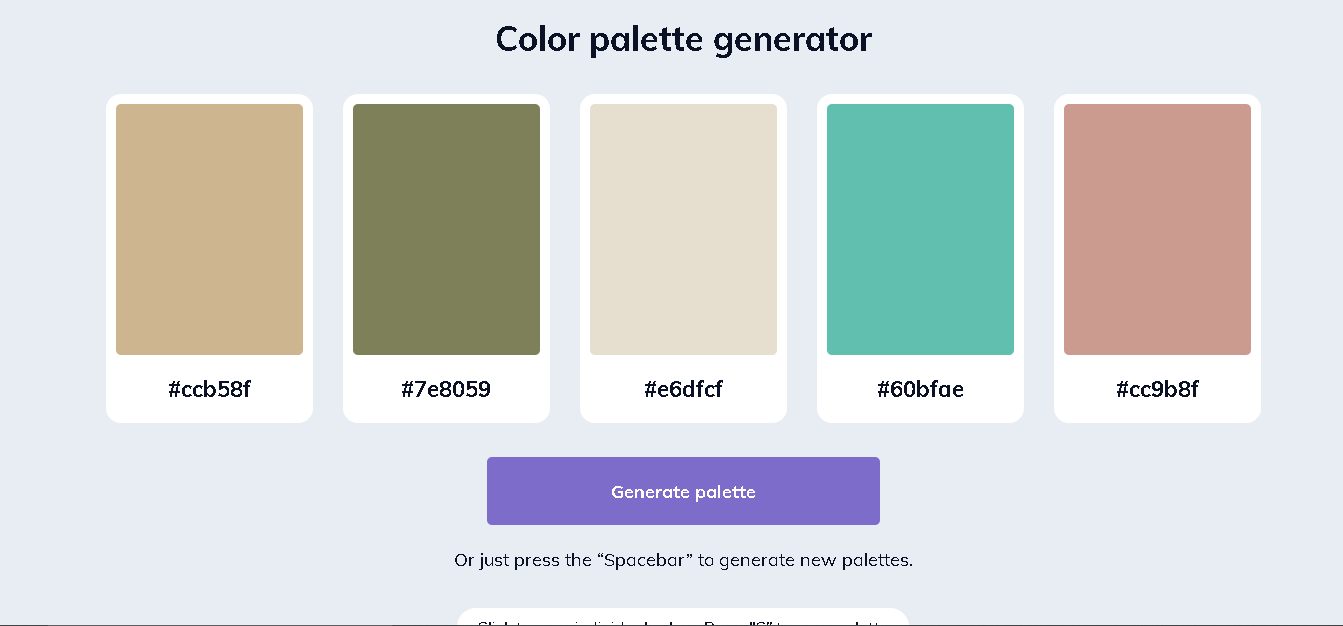 Color palette generator
#ccb58f
#7e8059
#e6dfcf
#60bfae
#cc9b8f
Generate palette
Or just press the “Spacebar” to generate new palettes.